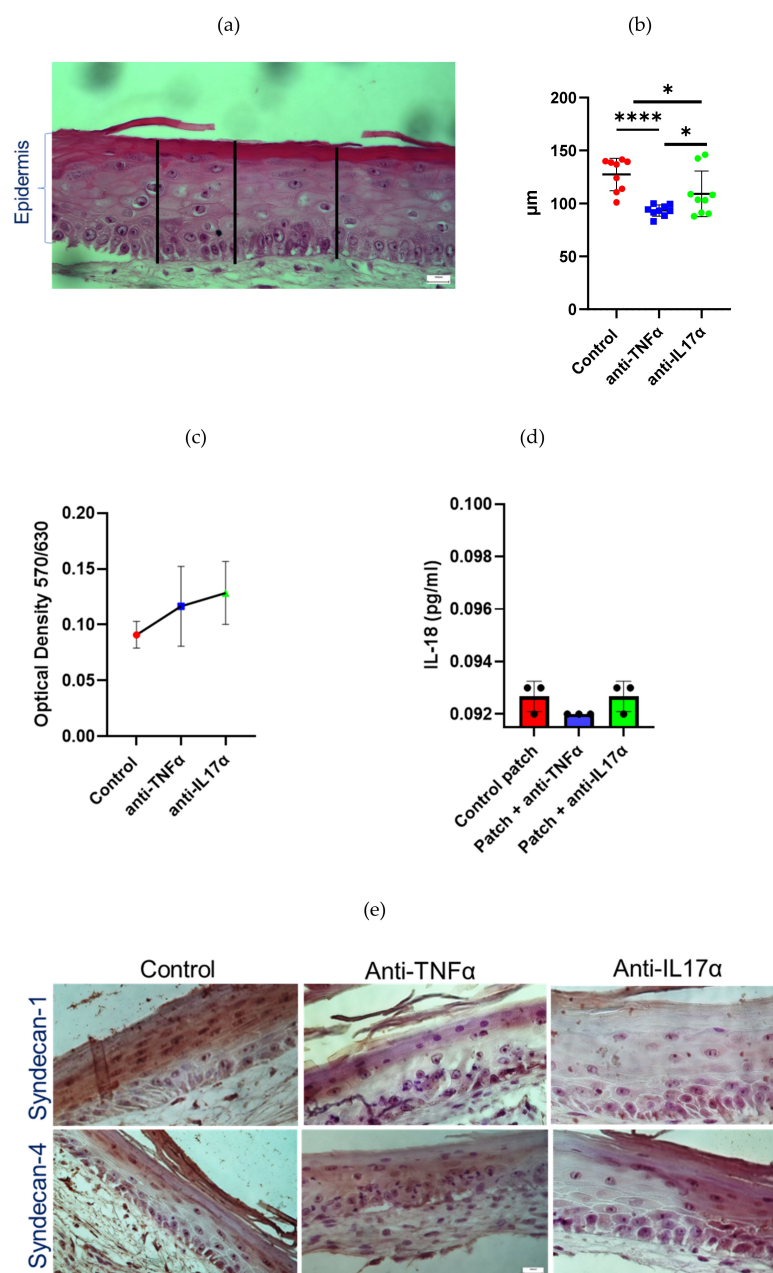 (a)
(b)
Epidermis
200
150
100
50
0
µm
*
****
*
Control
anti-TNFα
anti-IL17α
(c)
(d)
Optical Density 570/630
0.20
0.15
0.10
0.05
0.00
Control
anti-TNFα
anti-IL17α
IL-18 (pg/ml)
0.100
0.098
0.096
0.094
0.092
Control patch
Patch + anti-TNFα
Patch + anti-IL17α
(e)
Control
Anti-TNFα
Anti-IL17α
Syndecan-1
Syndecan-4